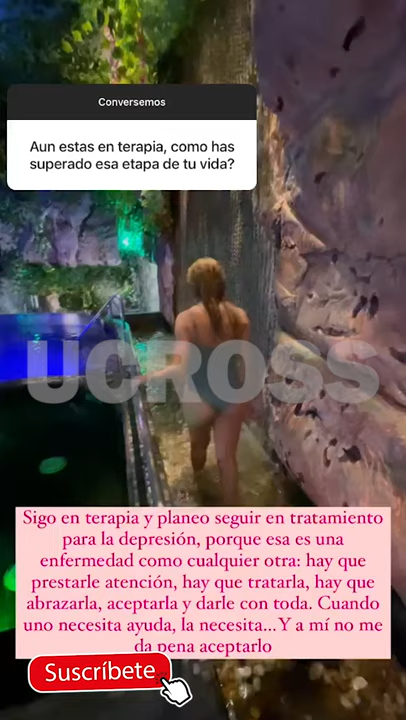 Conversemos
Aun estas en terapia, como has
superado esa etapa de tu vida?
UCROSS
Sigo en terapia y planeo seguir en tratamiento
para la depresión, porque esa es una
enfermedad como cualquier otra: hay que
prestarle atención, hay que tratarla, hay que
abrazarla, aceptarla y darle con toda. Cuando
uno necesita ayuda, la necesita...Y a mí no me
da pena aceptarlo
Suscríbete